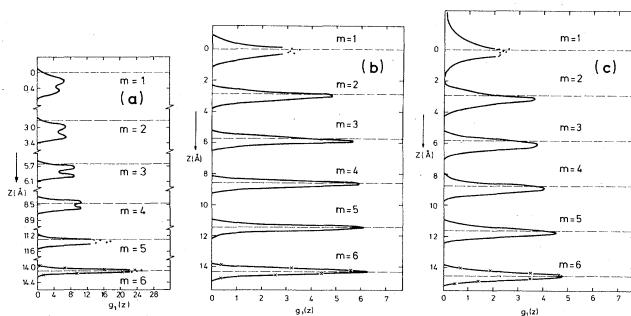 (a)
m = 1
m = 2
m = 3
m = 4
m = 5
m = 6
0
0.4
3.0
3.4
5.7
6.1
8.5
8.9
11.2
11.6
14.0
14.4
Z(Å)
0 4 8 12 16 20 24 28
g₁(z)
(b)
m = 1
m = 2
m = 3
m = 4
m = 5
m = 6
0
2
4
6
8
10
12
14
Z(Å)
0 1 2 3 4 5 6 7
g₁(z)
(c)
m = 1
m = 2
m = 3
m = 4
m = 5
m = 6
0
2
4
6
8
10
12
14
Z(Å)
0 1 2 3 4 5 6 7
g₁(z)